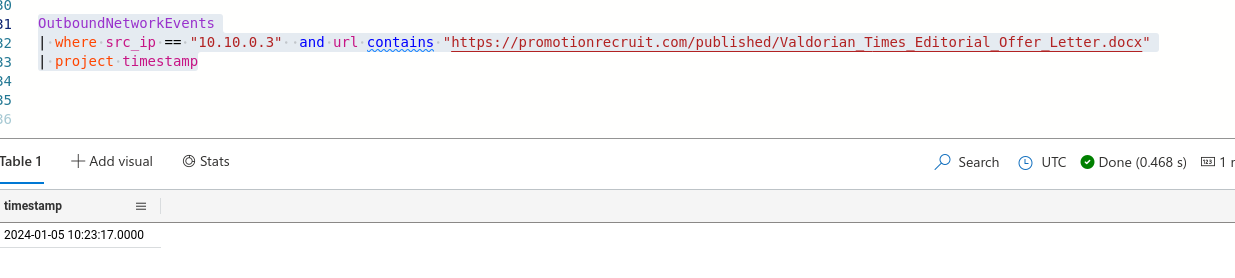 30
31 OutboundNetworkEvents
32 | where src_ip == "10.10.0.3"  and url contains "https://promotionrecruit.com/published/Valdorian_Times_Editorial_Offer_Letter.docx"
33 | project timestamp
34
35
36
Table 1 Add visual Stats Search UTC Done (0.468 s) 1 r
timestamp
2024-01-05 10:23:17.0000